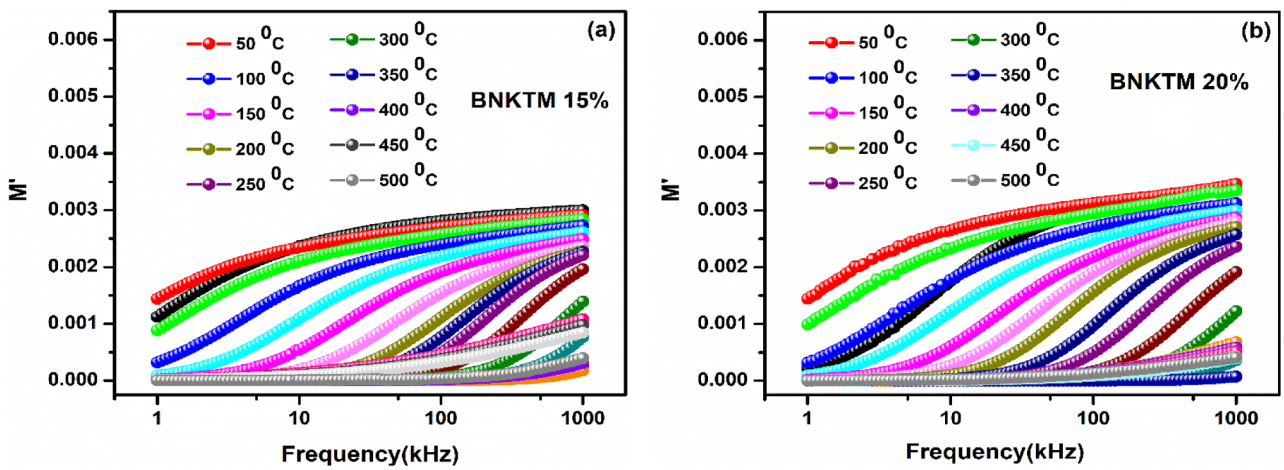 (a)
0.006
0.005
0.004
0.003
0.002
0.001
0.000
M'
50 ⁰C
100 ⁰C
150 ⁰C
200 ⁰C
250 ⁰C
300 ⁰C
350 ⁰C
400 ⁰C
450 ⁰C
500 ⁰C
BNKTM 15%
1 10 100 1000
Frequency(kHz)
(b)
0.006
0.005
0.004
0.003
0.002
0.001
0.000
M'
50 ⁰C
100 ⁰C
150 ⁰C
200 ⁰C
250 ⁰C
300 ⁰C
350 ⁰C
400 ⁰C
450 ⁰C
500 ⁰C
BNKTM 20%
1 10 100 1000
Frequency(kHz)